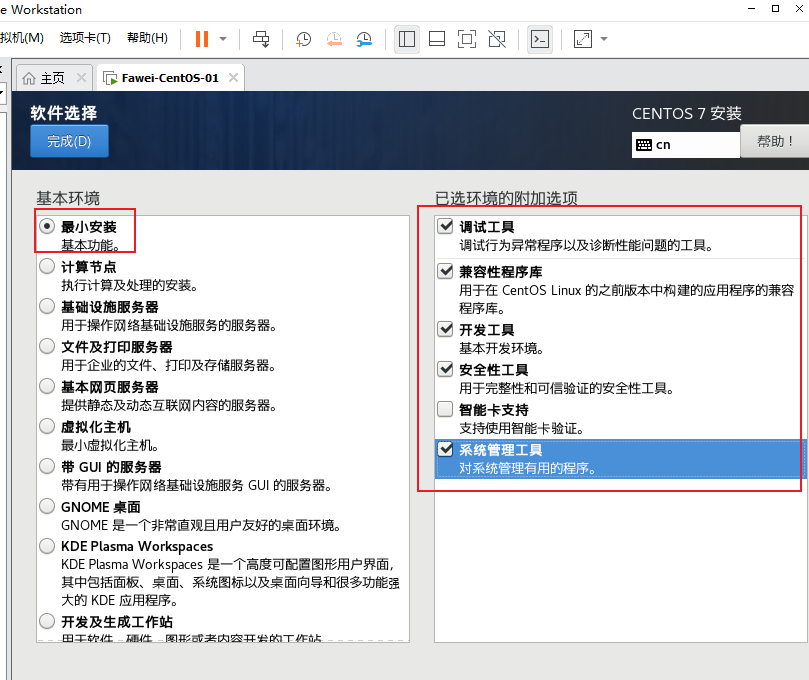 e Workstation
拟机(M) 选项卡(T) 帮助(H)
主页 Fawei-CentOS-01
软件选择
CENTOS 7 安装
完成(D)
cn
帮助！
基本环境
最小安装
基本功能。
计算节点
执行计算及处理的安装。
基础设施服务器
用于操作网络基础设施服务的服务器。
文件及打印服务器
用于企业的文件、打印及存储服务器。
基本网页服务器
提供静态及动态互联网内容的服务器。
虚拟化主机
最小虚拟化主机。
带 GUI 的服务器
带有用于操作网络基础设施服务 GUI 的服务器。
GNOME 桌面
GNOME 是一个非常直观且用户友好的桌面环境。
KDE Plasma Workspaces
KDE Plasma Workspaces 是一个高度可配置图形用户界面，
其中包括面板、桌面、系统图标以及桌面向导和很多功能强
大的 KDE 应用程序。
开发及生成工作站
用于软件、硬件、图形或者内容开发的工作站
已选环境的附加选项
调试工具
调试行为异常程序以及诊断性能问题的工具。
兼容性程序库
用于在 CentOS Linux 的之前版本中构建的应用程序的兼容
程序库。
开发工具
基本开发环境。
安全性工具
用于完整性和可信验证的安全性工具。
智能卡支持
支持使用智能卡验证。
系统管理工具
对系统管理有用的程序。